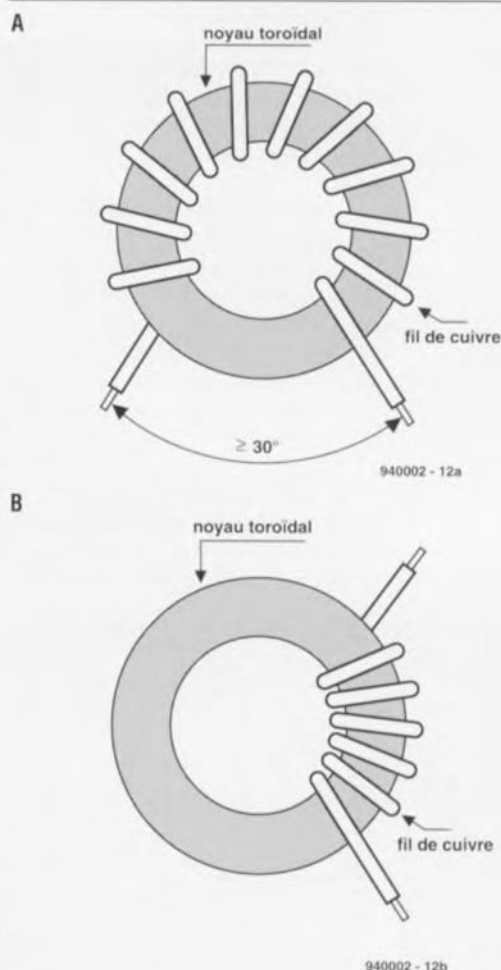 A
noyau toroïdal
fil de cuivre
≥ 30°
940002 - 12a
B
noyau toroïdal
fil de cuivre
940002 - 12b